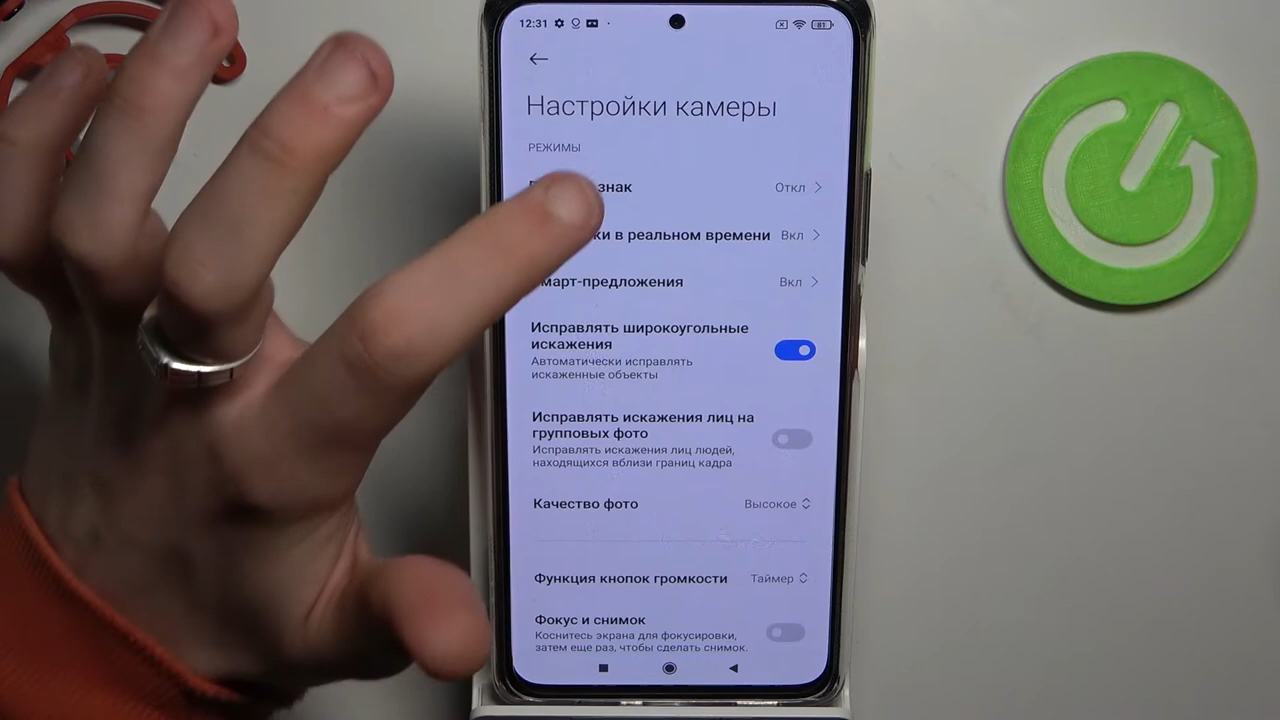 12:31
81
Настройки камеры
РЕЖИМЫ
знак Откл
в реальном времени Вкл
Вкл
Исправлять широкоугольные
искажения
Автоматически исправлять
искаженные объекты
Исправлять искажения лиц на
групповых фото
Исправлять искажения лиц людей,
находящихся вблизи границ кадра
Качество фото Высокое
Функция кнопок громкости Таймер
Фокус и снимок
Коснитесь экрана для фокусировки,
затем еще раз, чтобы сделать снимок.